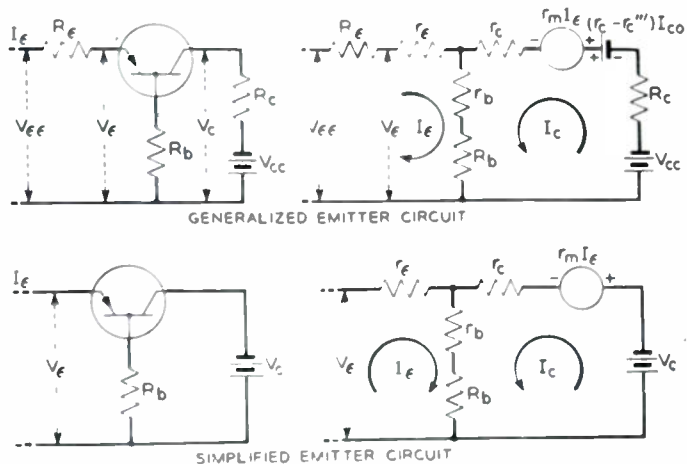 Iε Rε
Rc
Vεε Vε Vc
Rb
Vcc
Rε rε rc rmIε (rc – rc''')Ico
– + + –
rb
Rc
Vεε Vε Iε Ic
Rb
Vcc
GENERALIZED EMITTER CIRCUIT
Iε
Vε Vc
Rb
rε rc rmIε
– +
rb
Vε Iε Ic Vc
Rb
SIMPLIFIED EMITTER CIRCUIT